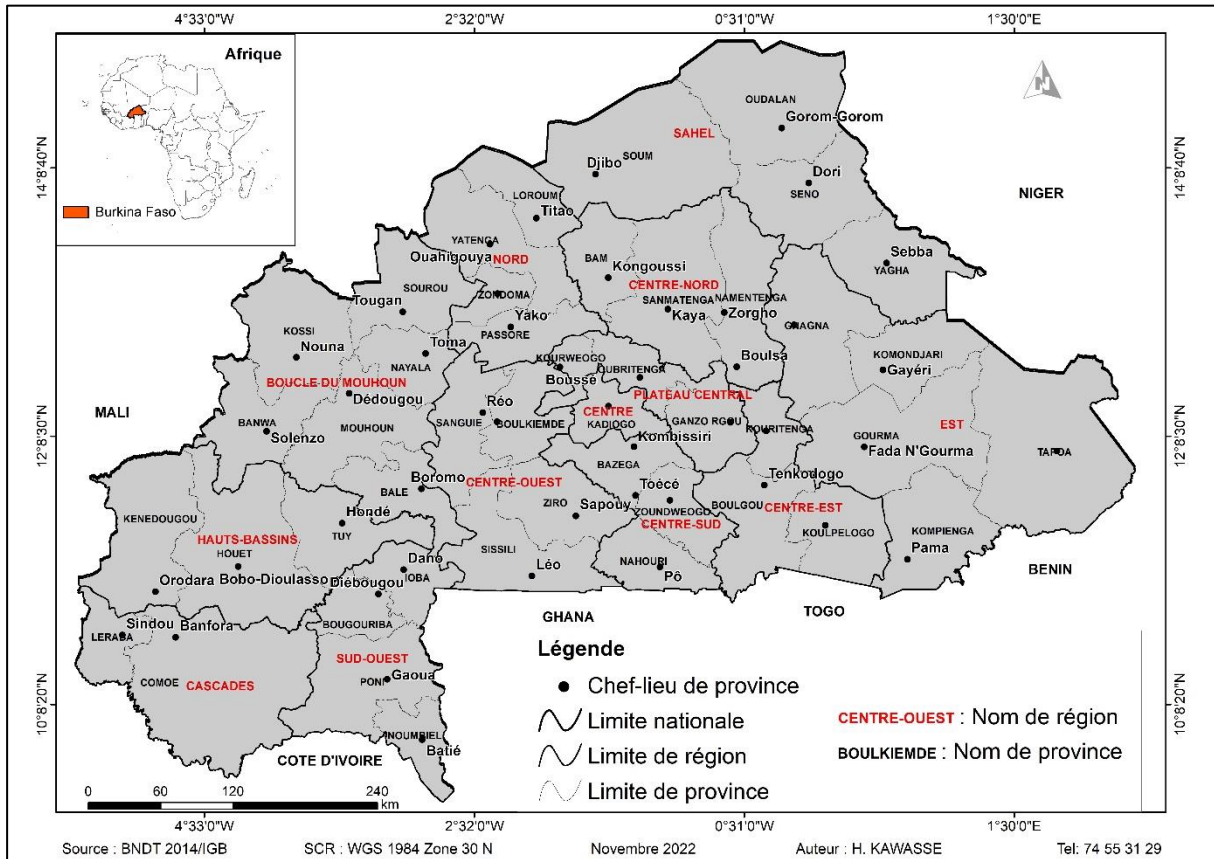 4°33'0"W 2°32'0"W 0°31'0"W 1°30'0"E
Afrique
Burkina Faso
N
14°8'40"N
14°8'40"N
12°8'30"N
12°8'30"N
10°8'20"N
10°8'20"N
OUDALAN
Gorom-Gorom
SAHEL
SOUM
Djibo
Dori
SENO
NIGER
LOROUM
Titao
YATENGA
Ouahigouya
NORD
BAM
Kongoussi
CENTRE-NORD
Sebba
YAGHA
SOUROU
ZONDOMA
SANMATENGA
NAMENTENGA
Tougan
Kaya
Zorgho
Yako
PASSORE
GNAGNA
KOSSI
Nouna
Toma
NAYALA
KOURWEOGO
OUBRITENGA
Boulsa
KOMONDJARI
Gayéri
Boussé
BOUCLE DU MOUHOUN
Dédougou
PLATEAU CENTRAL
MALI
Réo
CENTRE
SANGUIE
BOULKIEMDE
KADIOGO
GANZO RGOU
KOURITENGA
EST
BANWA
Solenzo
MOUHOUN
Kombissiri
GOURMA
Fada N'Gourma
TAPOA
BAZEGA
Boromo
BALE
CENTRE-OUEST
Toécé
Tenkodogo
KENEDOUGOU
ZIRO
Sapouy
ZOUNDWEOGO
BOULGOU
CENTRE-EST
Hondé
TUY
CENTRE-SUD
KOULPELOGO
KOMPIENGA
HAUTS-BASSINS
HOUET
SISSILI
NAHOURI
Pama
Dano
Léo
Pô
BENIN
Orodara
Bobo-Dioulasso
Diébougou
IOBA
GHANA
TOGO
LERABA
Sindou
Banfora
BOUGOURIBA
COMOE
CASCADES
SUD-OUEST
PONI
Gaoua
NOUMBIEL
Batié
COTE D'IVOIRE
Légende
Chef-lieu de province
Limite nationale
Limite de région
Limite de province
CENTRE-OUEST : Nom de région
BOULKIEMDE : Nom de province
0 60 120 240
km
4°33'0"W 2°32'0"W 0°31'0"W 1°30'0"E
Source : BNDT 2014/IGB SCR : WGS 1984 Zone 30 N Novembre 2022 Auteur : H. KAWASSE Tel: 74 55 31 29